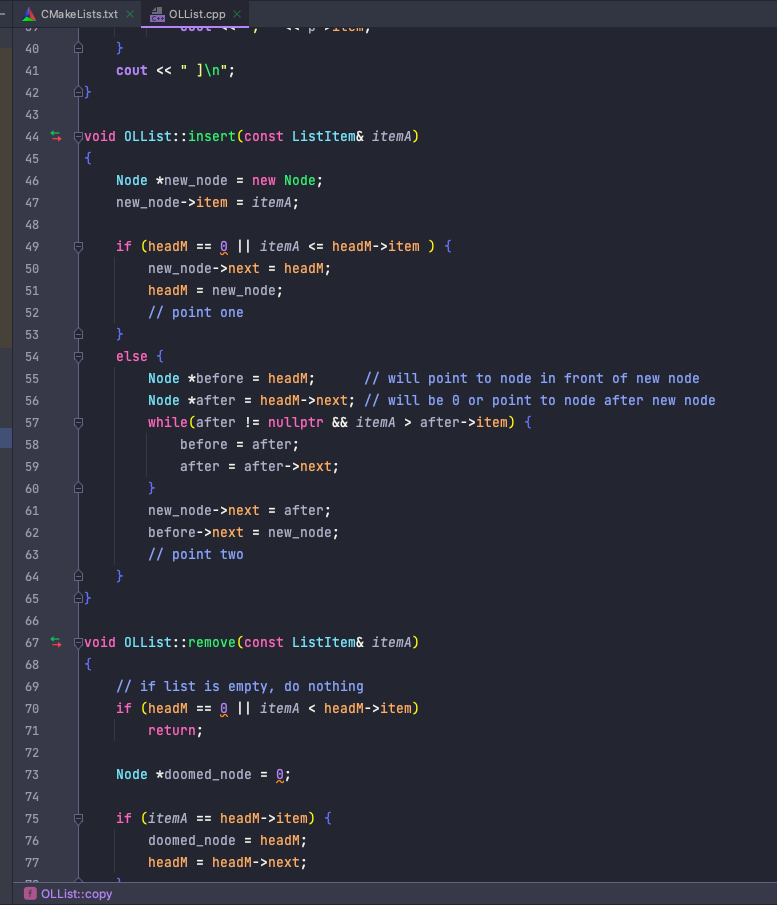 CMakeLists.txt × OLList.cpp ×
40 }
41 cout << " ]\n";
42 }
43
44 void OLList::insert(const ListItem& itemA)
45 {
46 Node *new_node = new Node;
47 new_node->item = itemA;
48
49 if (headM == 0 || itemA <= headM->item ) {
50 new_node->next = headM;
51 headM = new_node;
52 // point one
53 }
54 else {
55 Node *before = headM; // will point to node in front of new node
56 Node *after = headM->next; // will be 0 or point to node after new node
57 while(after != nullptr && itemA > after->item) {
58 before = after;
59 after = after->next;
60 }
61 new_node->next = after;
62 before->next = new_node;
63 // point two
64 }
65 }
66
67 void OLList::remove(const ListItem& itemA)
68 {
69 // if list is empty, do nothing
70 if (headM == 0 || itemA < headM->item)
71 return;
72
73 Node *doomed_node = 0;
74
75 if (itemA == headM->item) {
76 doomed_node = headM;
77 headM = headM->next;
f OLList::copy